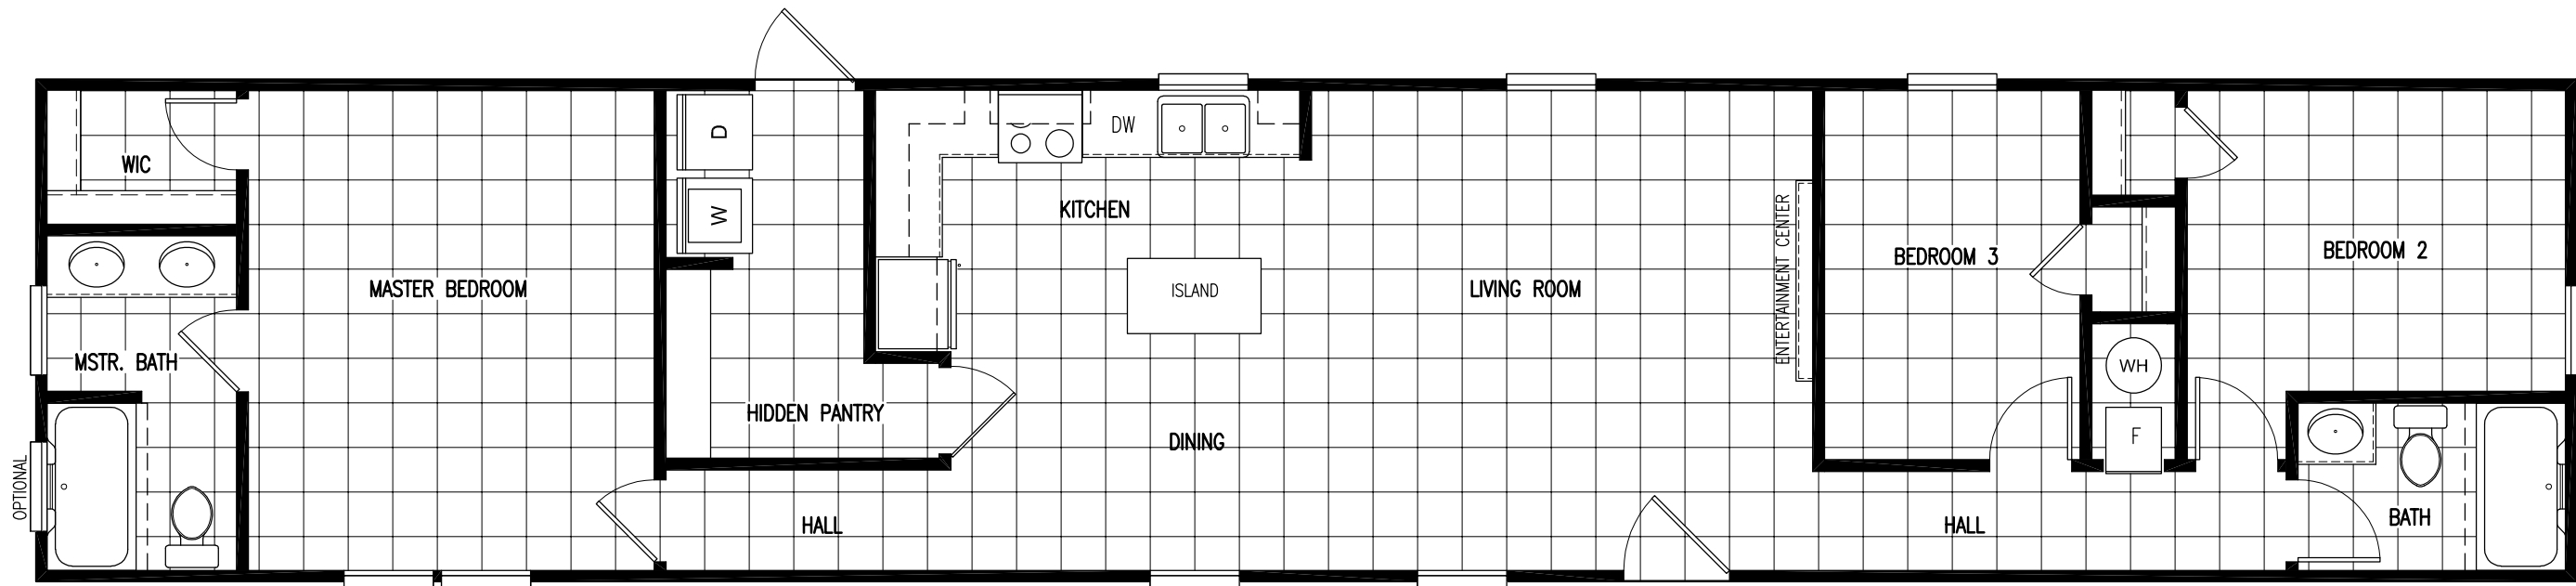 WIC
MSTR. BATH
OPTIONAL
MASTER BEDROOM
D
W
HIDDEN PANTRY
HALL
DW
KITCHEN
ISLAND
DINING
LIVING ROOM
ENTERTAINMENT CENTER
BEDROOM 3
WH
F
HALL
BEDROOM 2
BATH